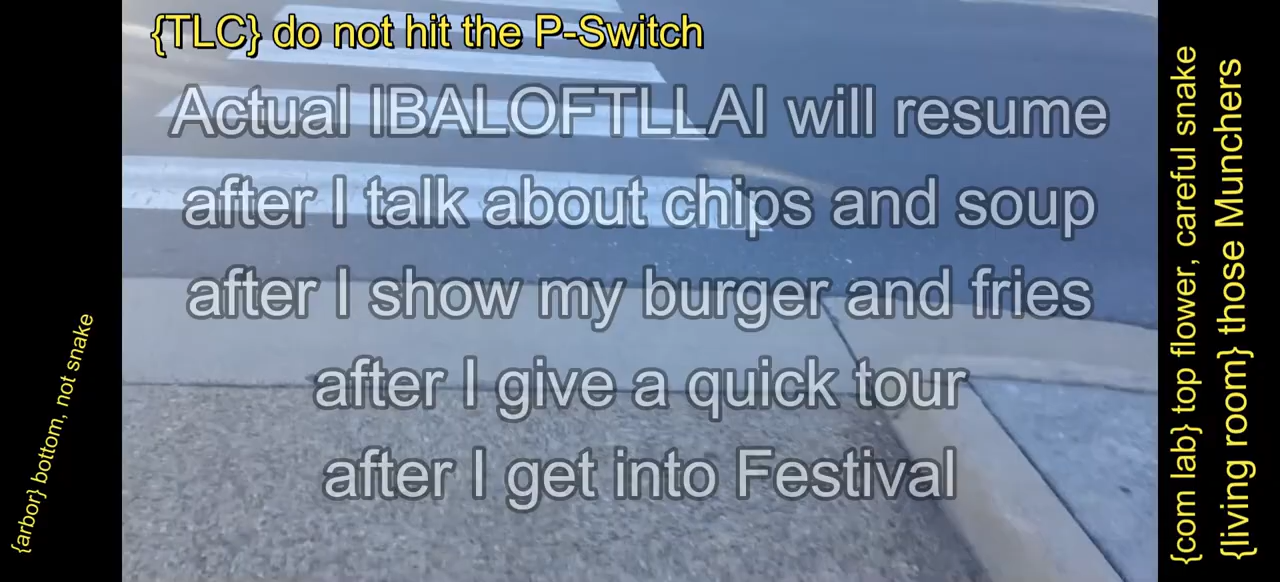 {TLC} do not hit the P-Switch
Actual IBALOFTLLAI will resume
after I talk about chips and soup
after I show my burger and fries
after I give a quick tour
after I get into Festival
{arbor} bottom, not snake
{com lab} top flower, careful snake
{living room} those Munchers